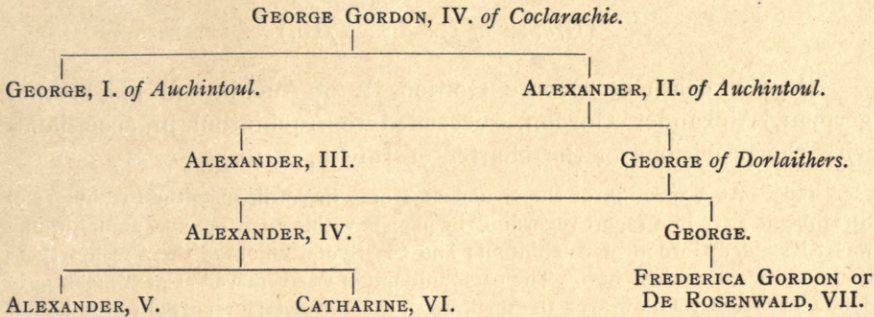 GEORGE GORDON, IV. of Coclarachie.
GEORGE, I. of Auchintoul.
ALEXANDER, II. of Auchintoul.
ALEXANDER, III.
GEORGE of Dorlaithers.
ALEXANDER, IV.
GEORGE.
ALEXANDER, V.
CATHARINE, VI.
FREDERICA GORDON or
DE ROSENWALD, VII.